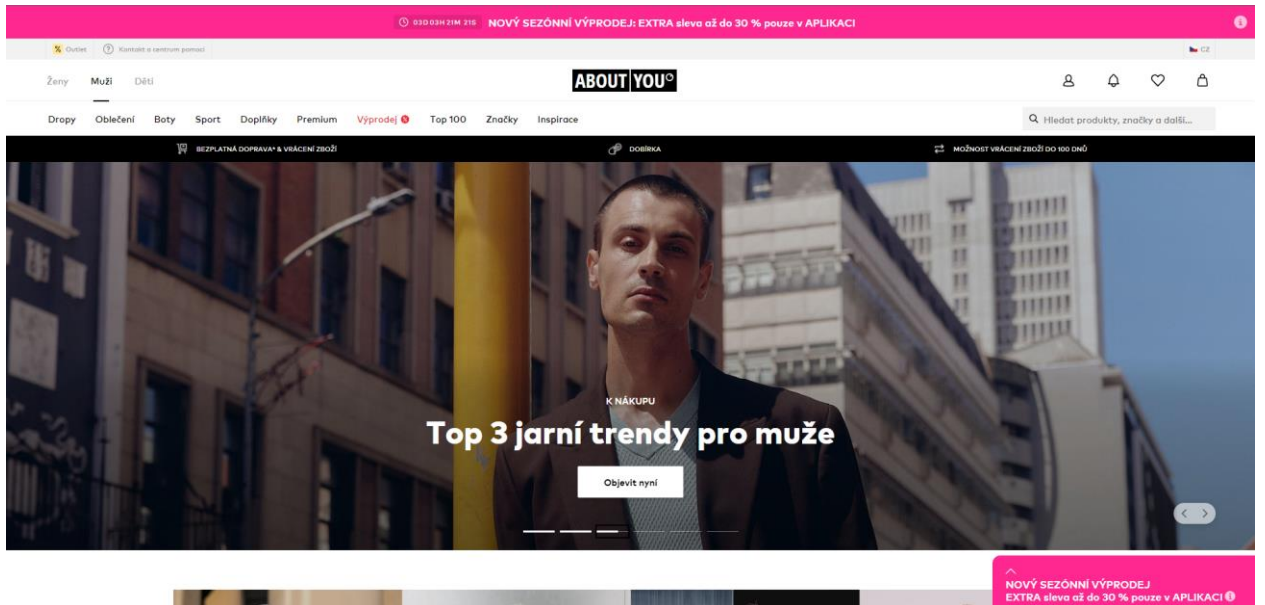 03D 03H 21M 21S NOVÝ SEZÓNNÍ VÝPRODEJ: EXTRA sleva až do 30 % pouze v APLIKACI
% Outlet ? Kontakt a centrum pomoci CZ
Ženy Muži Děti ABOUT YOU°
Dropy Oblečení Boty Sport Doplňky Premium Výprodej Top 100 Značky Inspirace Hledat produkty, značky a další...
BEZPLATNÁ DOPRAVA* & VRÁCENÍ ZBOŽÍ DOBÍRKA MOŽNOST VRÁCENÍ ZBOŽÍ DO 100 DNŮ
K NÁKUPU
Top 3 jarní trendy pro muže
Objevit nyní
NOVÝ SEZÓNNÍ VÝPRODEJ
EXTRA sleva až do 30 % pouze v APLIKACI